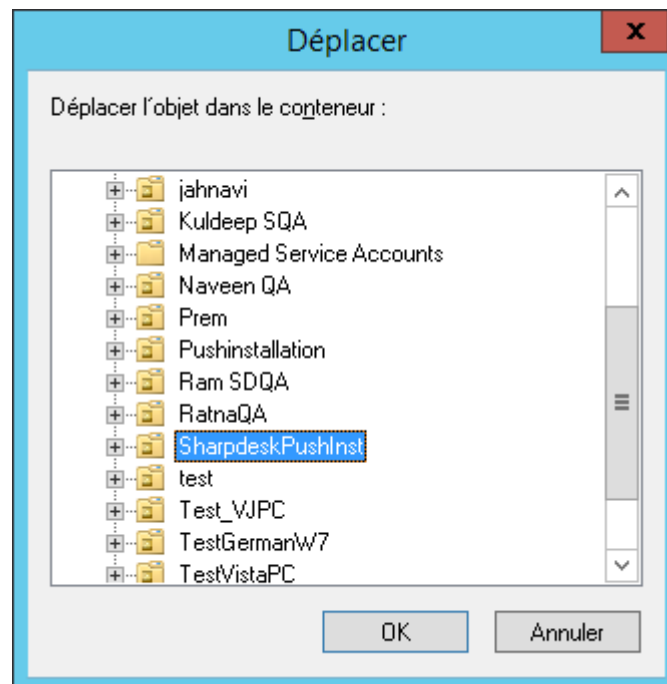 Déplacer
x
Déplacer l'objet dans le conteneur :
jahnavi
Kuldeep SQA
Managed Service Accounts
Naveen QA
Prem
Pushinstallation
Ram SDQA
RatnaQA
SharpdeskPushInst
test
Test_VJPC
TestGermanW7
TestVistaPC
OK
Annuler